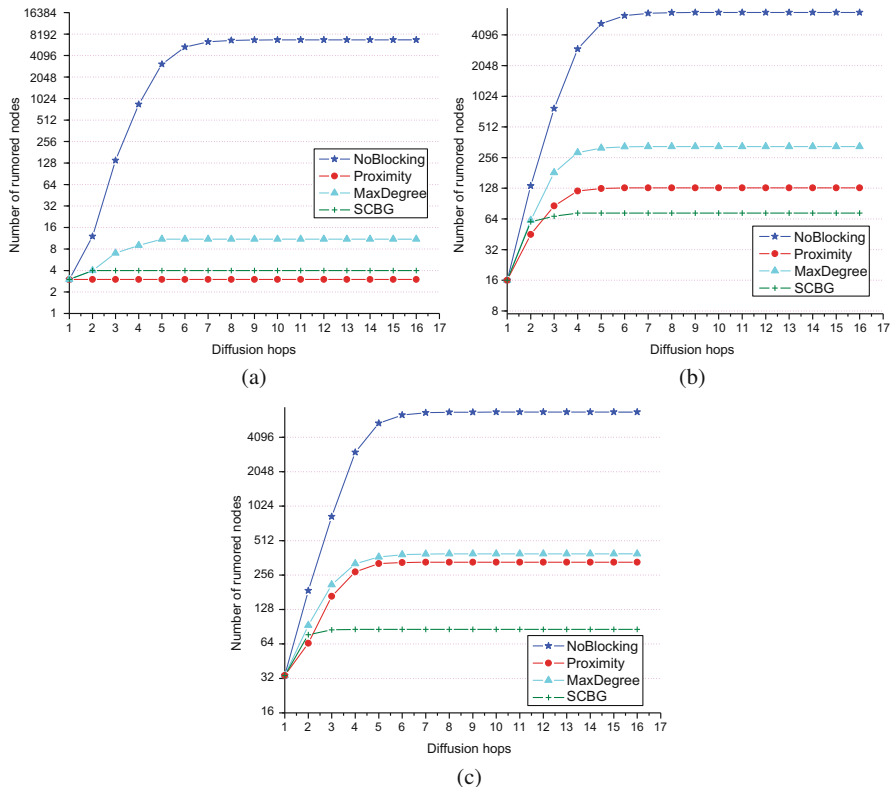 Number of rumored nodes
16384
8192
4096
2048
1024
512
256
128
64
32
16
8
4
2
1
1 2 3 4 5 6 7 8 9 10 11 12 13 14 15 16 17
Diffusion hops
NoBlocking
Proximity
MaxDegree
SCBG
(a)
Number of rumored nodes
4096
2048
1024
512
256
128
64
32
16
8
1 2 3 4 5 6 7 8 9 10 11 12 13 14 15 16 17
Diffusion hops
NoBlocking
Proximity
MaxDegree
SCBG
(b)
Number of rumored nodes
4096
2048
1024
512
256
128
64
32
16
1 2 3 4 5 6 7 8 9 10 11 12 13 14 15 16 17
Diffusion hops
NoBlocking
Proximity
MaxDegree
SCBG
(c)